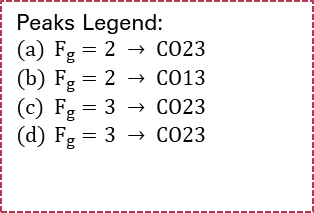 Peaks Legend:
(a) F_g = 2 → CO23
(b) F_g = 2 → CO13
(c) F_g = 3 → CO23
(d) F_g = 3 → CO23